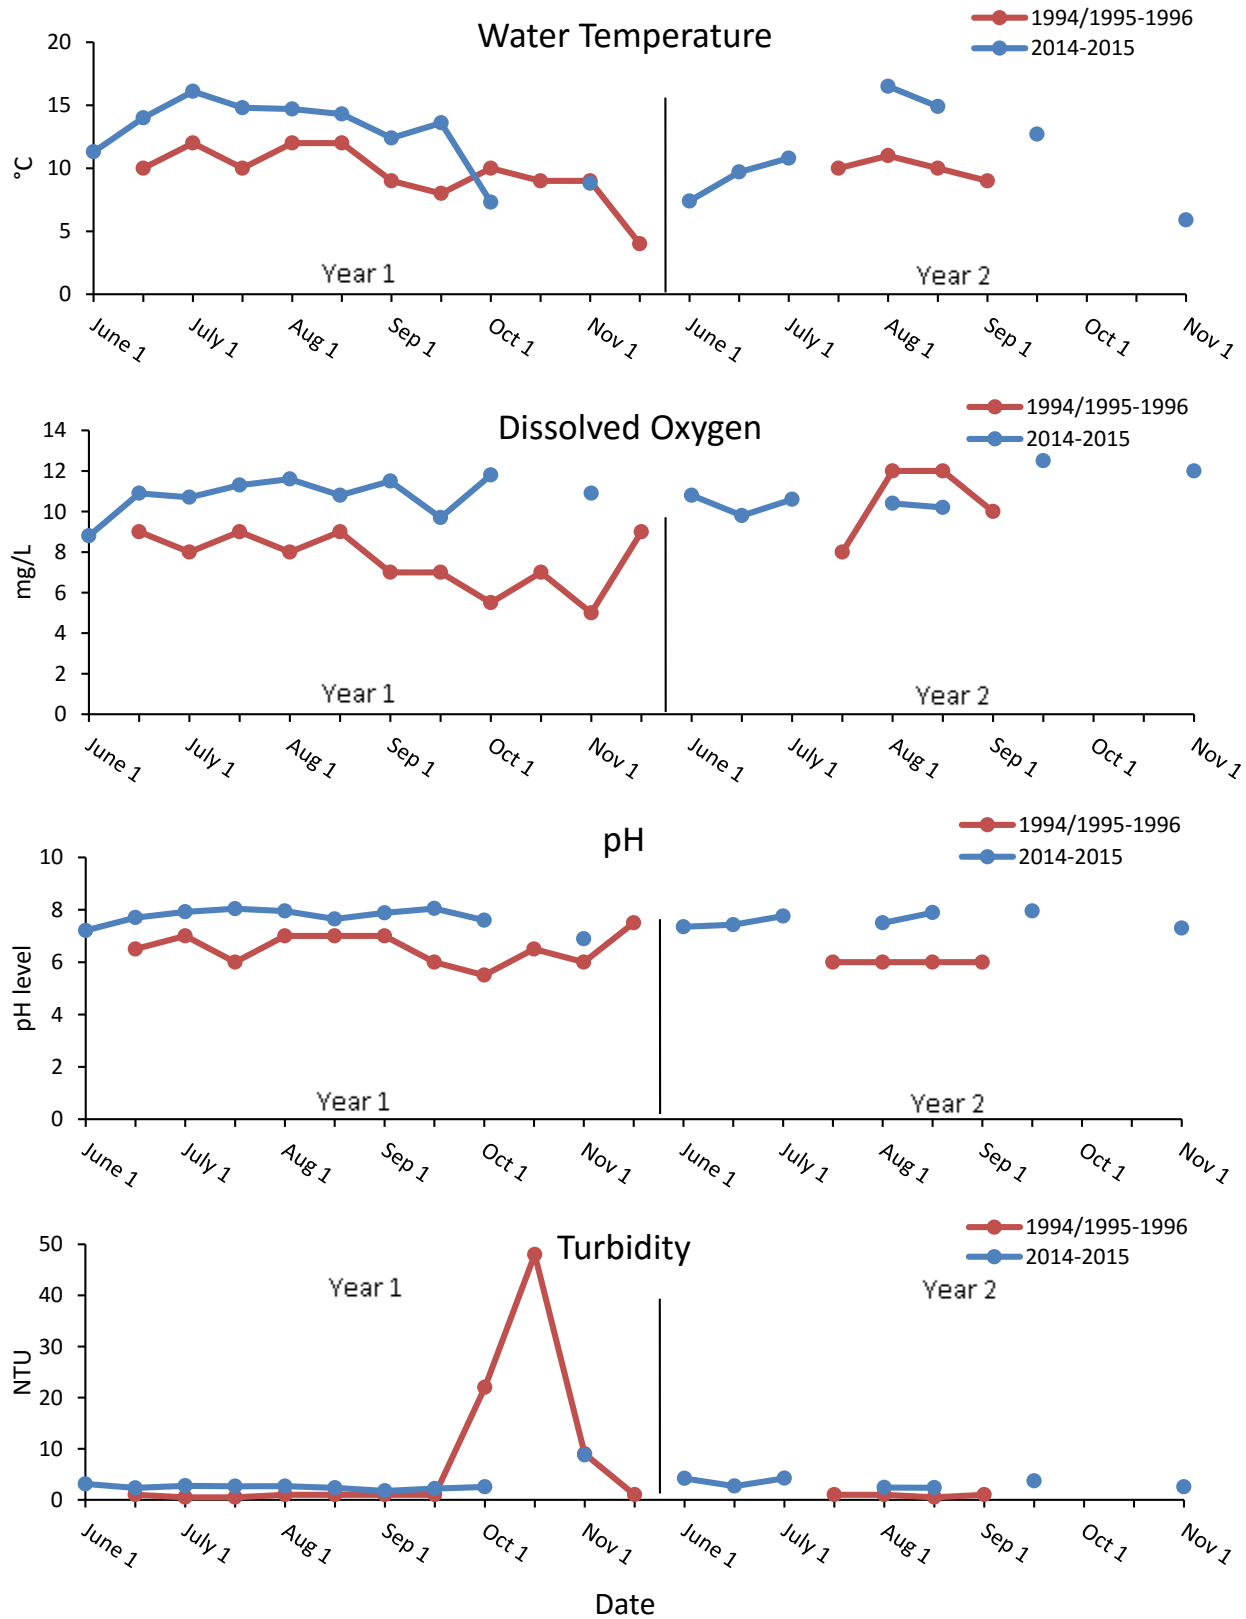 Water Temperature
1994/1995-1996
2014-2015
20
15
10
5
0
°C
Year 1
Year 2
June 1
July 1
Aug 1
Sep 1
Oct 1
Nov 1
June 1
July 1
Aug 1
Sep 1
Oct 1
Nov 1
Dissolved Oxygen
1994/1995-1996
2014-2015
14
12
10
8
6
4
2
0
mg/L
Year 1
Year 2
June 1
July 1
Aug 1
Sep 1
Oct 1
Nov 1
June 1
July 1
Aug 1
Sep 1
Oct 1
Nov 1
pH
1994/1995-1996
2014-2015
10
8
6
4
2
0
pH level
Year 1
Year 2
June 1
July 1
Aug 1
Sep 1
Oct 1
Nov 1
June 1
July 1
Aug 1
Sep 1
Oct 1
Nov 1
Turbidity
1994/1995-1996
2014-2015
50
40
30
20
10
0
NTU
Year 1
Year 2
June 1
July 1
Aug 1
Sep 1
Oct 1
Nov 1
June 1
July 1
Aug 1
Sep 1
Oct 1
Nov 1
Date